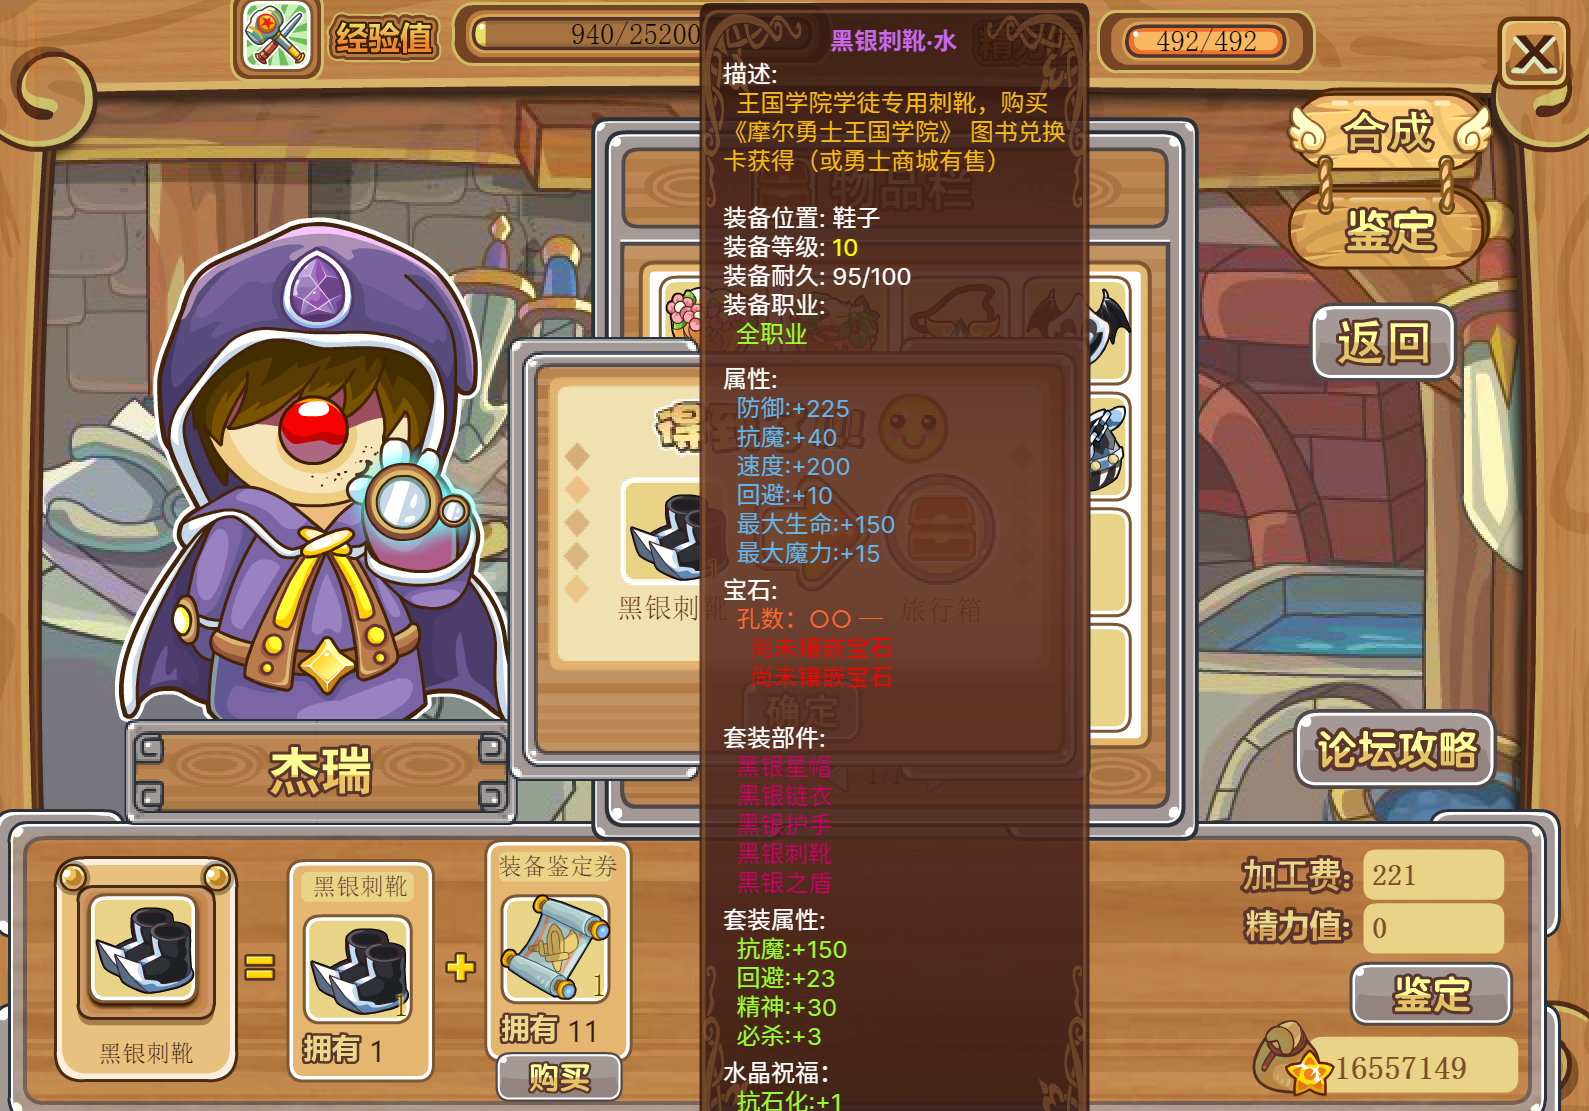 经验值
940/25200
492/492
合成
鉴定
返回
论坛攻略
物品栏
黑银刺靴·水
描述:
王国学院学徒专用刺靴，购买
《摩尔勇士王国学院》 图书兑换
卡获得（或勇士商城有售）
装备位置: 鞋子
装备等级: 10
装备耐久: 95/100
装备职业:
全职业
属性:
防御:+225
抗魔:+40
速度:+200
回避:+10
最大生命:+150
最大魔力:+15
宝石:
孔数：〇〇 —
尚未镶嵌宝石
尚未镶嵌宝石
套装部件:
黑银星帽
黑银链衣
黑银护手
黑银刺靴
黑银之盾
套装属性:
抗魔:+150
回避:+23
精神:+30
必杀:+3
水晶祝福：
抗石化:+1
黑银刺靴
旅行箱
确定
1/1
杰瑞
黑银刺靴
=
黑银刺靴
1
拥有 1
+
装备鉴定券
1
拥有 11
购买
加工费: 221
精力值: 0
鉴定
16557149